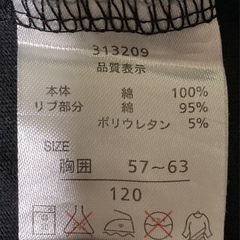 313209
品質表示
本体 綿 100%
リブ部分 綿 95%
ポリウレタン 5%
SIZE
胸囲 57～63
120